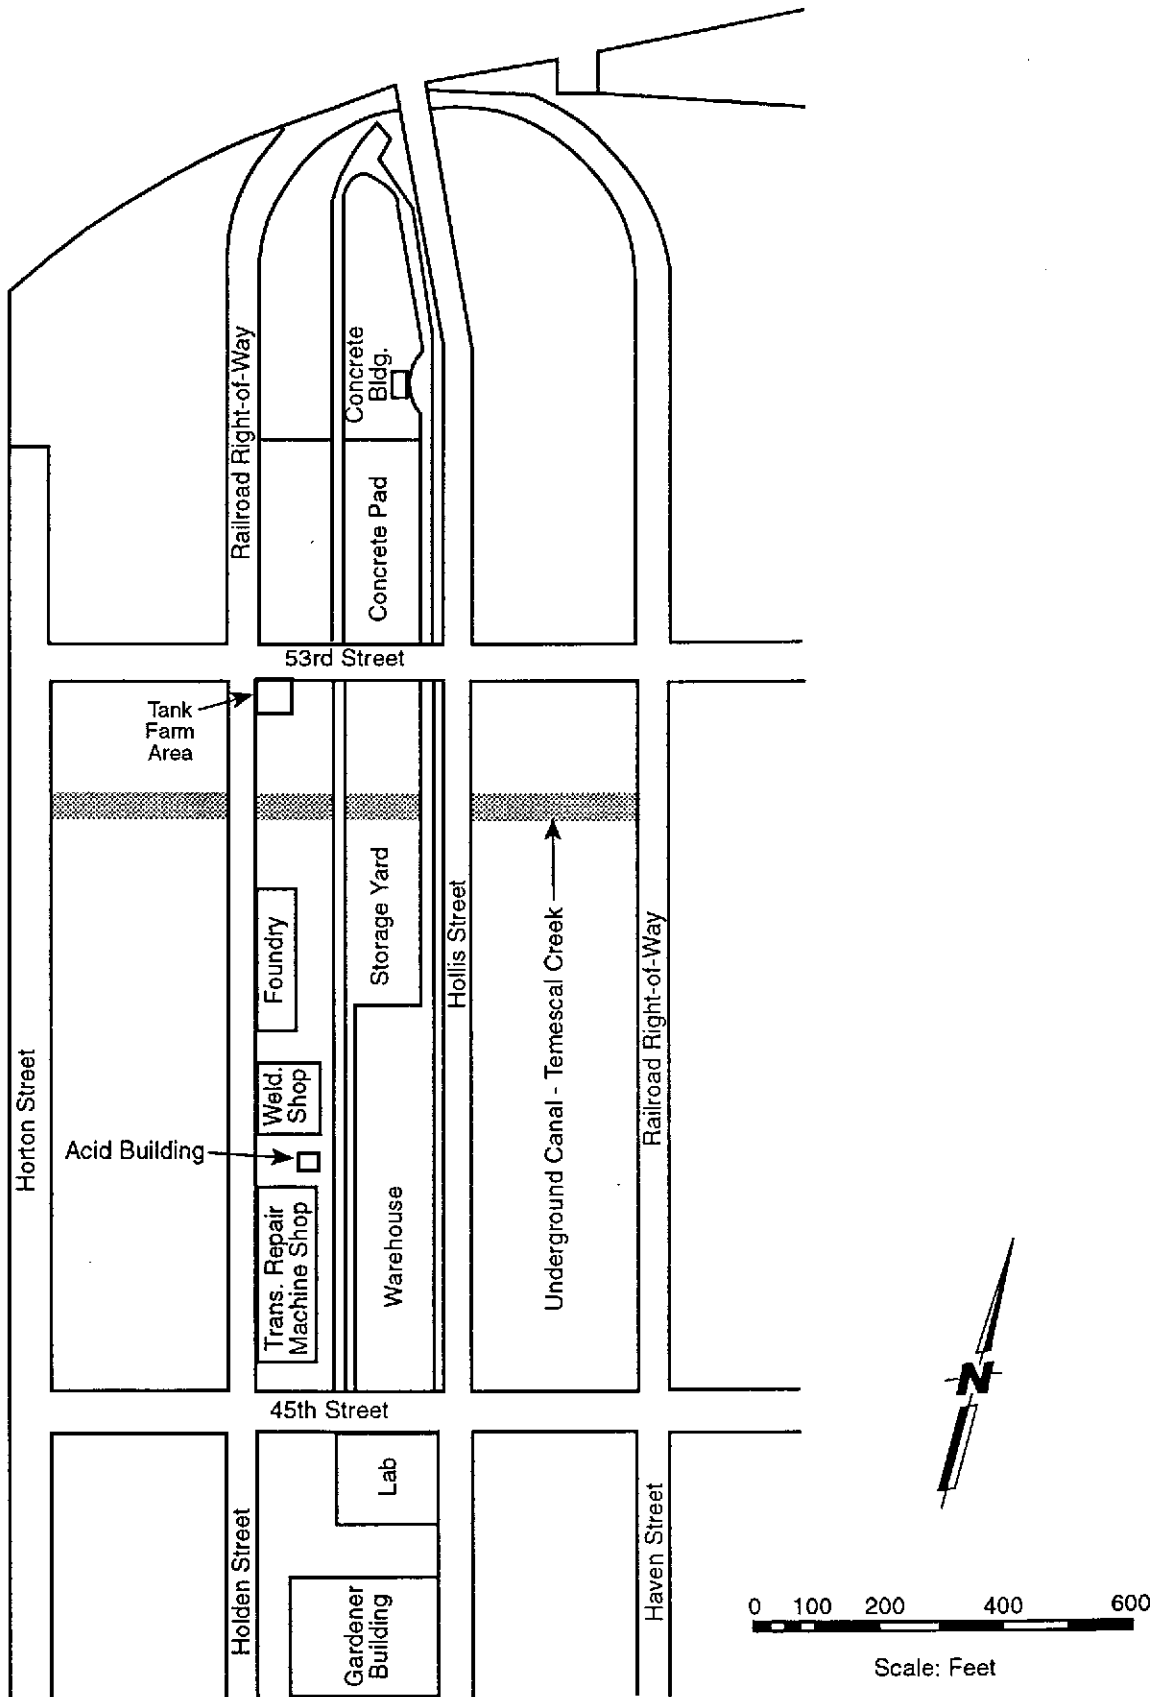 Concrete
Bldg.
Railroad Right-of-Way
Concrete Pad
53rd Street
Tank
Farm
Area
Storage Yard
Hollis Street
Foundry
Underground Canal - Temescal Creek
Railroad Right-of-Way
Horton Street
Weld.
Shop
Acid Building
Trans. Repair
Machine Shop
Warehouse
N
45th Street
Lab
Holden Street
Gardener
Building
Haven Street
0 100 200 400 600
Scale: Feet